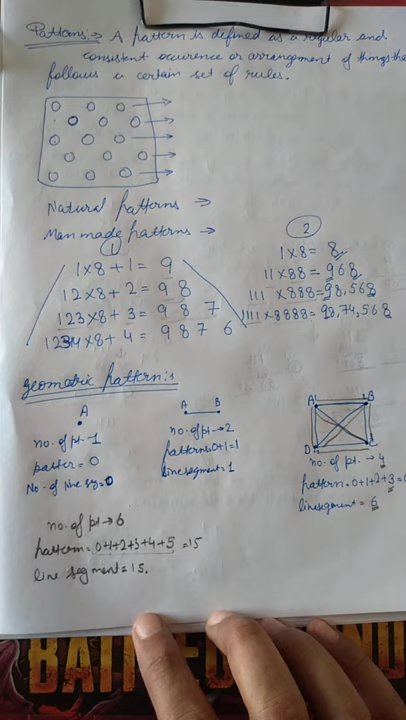 Patterns:→ A pattern is defined as a regular and
consistent occurence or arrangement of things tha
follows a certain set of rules.
Natural patterns →
Man made patterns →
①
1×8+1= 9
12×8+2= 98
123×8+3= 987
1234×8+4= 9876
②
1×8= 8
11×88= 968
111×888=98,568
1111×8888=98,74,568
geometric pattern:
A
no. of pt-1
patter=0
No. of line sg=0
A B
no. of pt→2
pattern=0+1=1
line segment=1
A B
D C
no. of pt.→4
pattern=0+1+2+3=6
linesegment = 6
no. of pt→6
pattern=0+1+2+3+4+5=15
line segment=15.